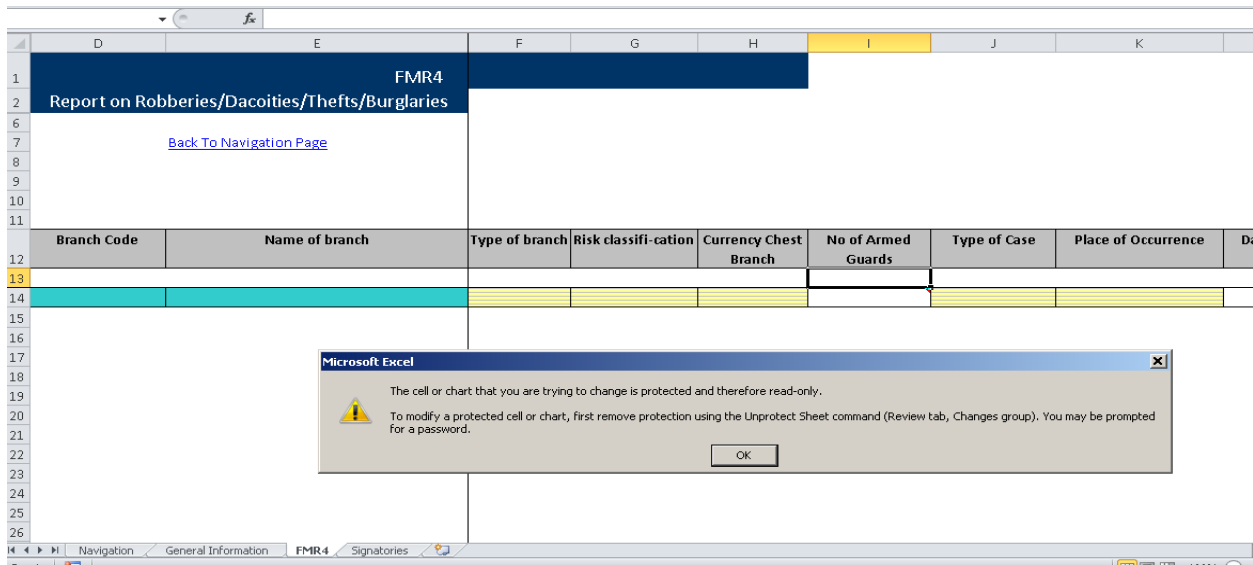 fx
D E F G H I J K
1 FMR4
2 Report on Robberies/Dacoities/Thefts/Burglaries
6
7 Back To Navigation Page
8
9
10
11
Branch Code Name of branch Type of branch Risk classifi-cation Currency Chest No of Armed Type of Case Place of Occurrence Da
12 Branch Guards
13
14
15
16
17 Microsoft Excel
18 The cell or chart that you are trying to change is protected and therefore read-only.
19
20 To modify a protected cell or chart, first remove protection using the Unprotect Sheet command (Review tab, Changes group). You may be prompted
21 for a password.
22 OK
23
24
25
26
Navigation General Information FMR4 Signatories